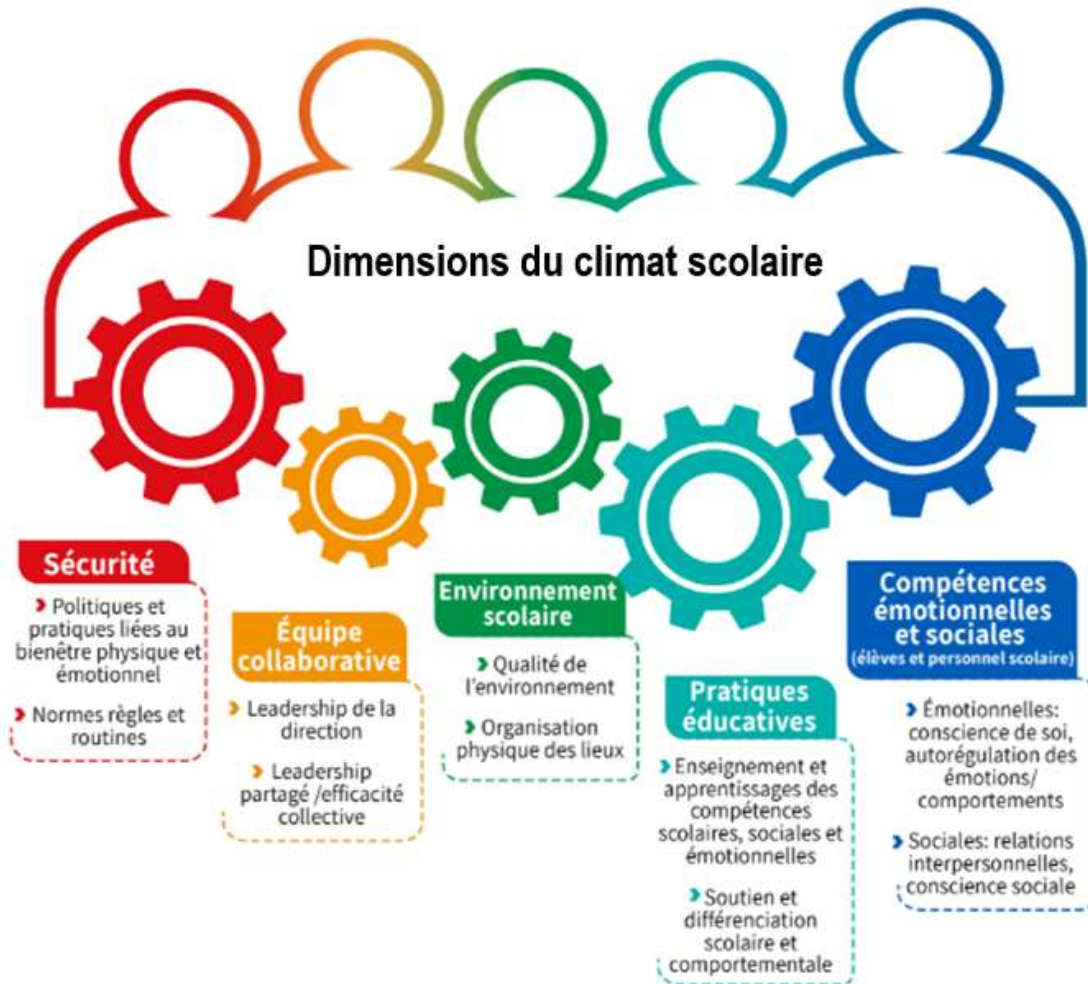 Dimensions du climat scolaire
Sécurité
› Politiques et
pratiques liées au
bienêtre physique et
émotionnel
› Normes règles et
routines
Équipe
collaborative
› Leadership de la
direction
› Leadership
partagé /efficacité
collective
Environnement
scolaire
› Qualité de
l'environnement
› Organisation
physique des lieux
Pratiques
éducatives
› Enseignement et
apprentissages des
compétences
scolaires, sociales et
émotionnelles
› Soutien et
différenciation
scolaire et
comportementale
Compétences
émotionnelles
et sociales
(élèves et personnel scolaire)
› Émotionnelles:
conscience de soi,
autorégulation des
émotions/
comportements
› Sociales: relations
interpersonnelles,
conscience sociale